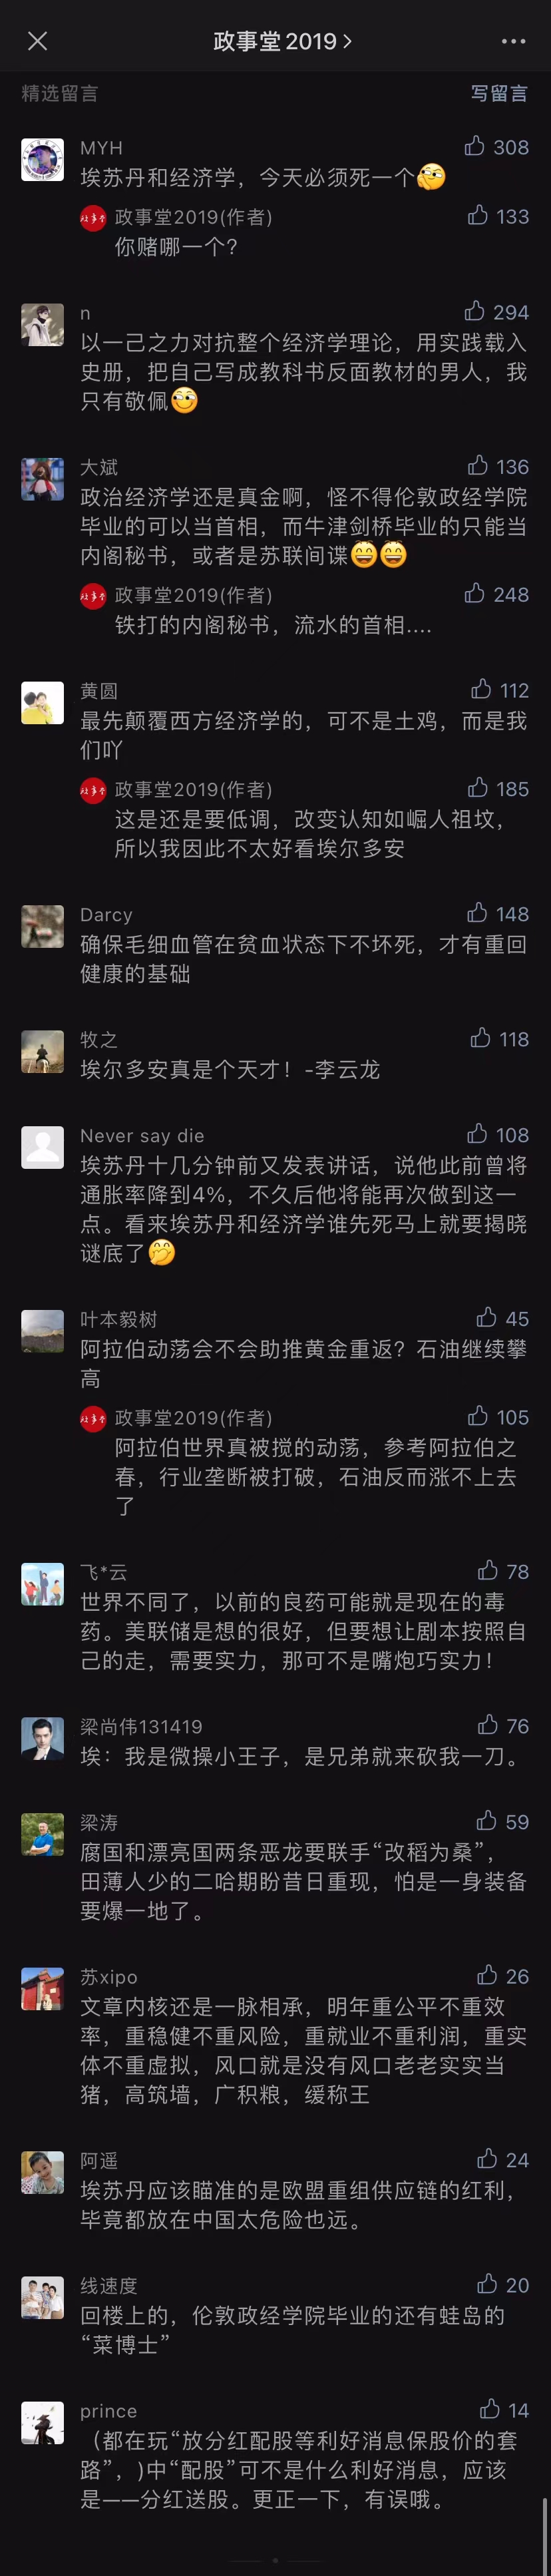 政事堂2019
精选留言
写留言
MYH
308
埃苏丹和经济学，今天必须死一个
政事堂2019(作者)
133
你赌哪一个？
n
294
以一己之力对抗整个经济学理论，用实践载入
史册，把自己写成教科书反面教材的男人，我
只有敬佩
大斌
136
政治经济学还是真金啊，怪不得伦敦政经学院
毕业的可以当首相，而牛津剑桥毕业的只能当
内阁秘书，或者是苏联间谍
政事堂2019(作者)
248
铁打的内阁秘书，流水的首相....
黄圆
112
最先颠覆西方经济学的，可不是土鸡，而是我
们吖
政事堂2019(作者)
185
这是还是要低调，改变认知如崛人祖坟，
所以我因此不太好看埃尔多安
Darcy
148
确保毛细血管在贫血状态下不坏死，才有重回
健康的基础
牧之
118
埃尔多安真是个天才！-李云龙
Never say die
108
埃苏丹十几分钟前又发表讲话，说他此前曾将
通胀率降到4%，不久后他将能再次做到这一
点。看来埃苏丹和经济学谁先死马上就要揭晓
谜底了
叶本毅树
45
阿拉伯动荡会不会助推黄金重返？石油继续攀
高
政事堂2019(作者)
105
阿拉伯世界真被搅的动荡，参考阿拉伯之
春，行业垄断被打破，石油反而涨不上去
了
飞*云
78
世界不同了，以前的良药可能就是现在的毒
药。美联储是想的很好，但要想让剧本按照自
己的走，需要实力，那可不是嘴炮巧实力！
梁尚伟131419
76
埃：我是微操小王子，是兄弟就来砍我一刀。
梁涛
59
腐国和漂亮国两条恶龙要联手“改稻为桑”，
田薄人少的二哈期盼昔日重现，怕是一身装备
要爆一地了。
苏xipo
26
文章内核还是一脉相承，明年重公平不重效
率，重稳健不重风险，重就业不重利润，重实
体不重虚拟，风口就是没有风口老老实实当
猪，高筑墙，广积粮，缓称王
阿遥
24
埃苏丹应该瞄准的是欧盟重组供应链的红利，
毕竟都放在中国太危险也远。
线速度
20
回楼上的，伦敦政经学院毕业的还有蛙岛的
“菜博士”
prince
14
（都在玩“放分红配股等利好消息保股价的套
路”，)中“配股”可不是什么利好消息，应该
是——分红送股。更正一下，有误哦。